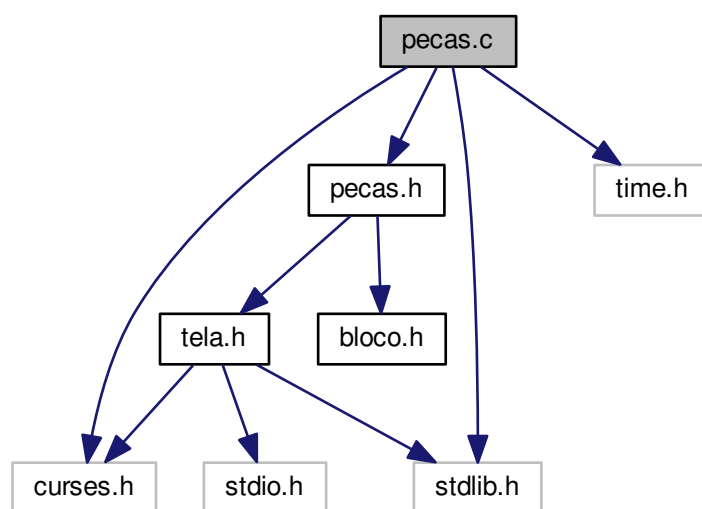 pecas.c
pecas.h
time.h
tela.h
bloco.h
curses.h
stdio.h
stdlib.h